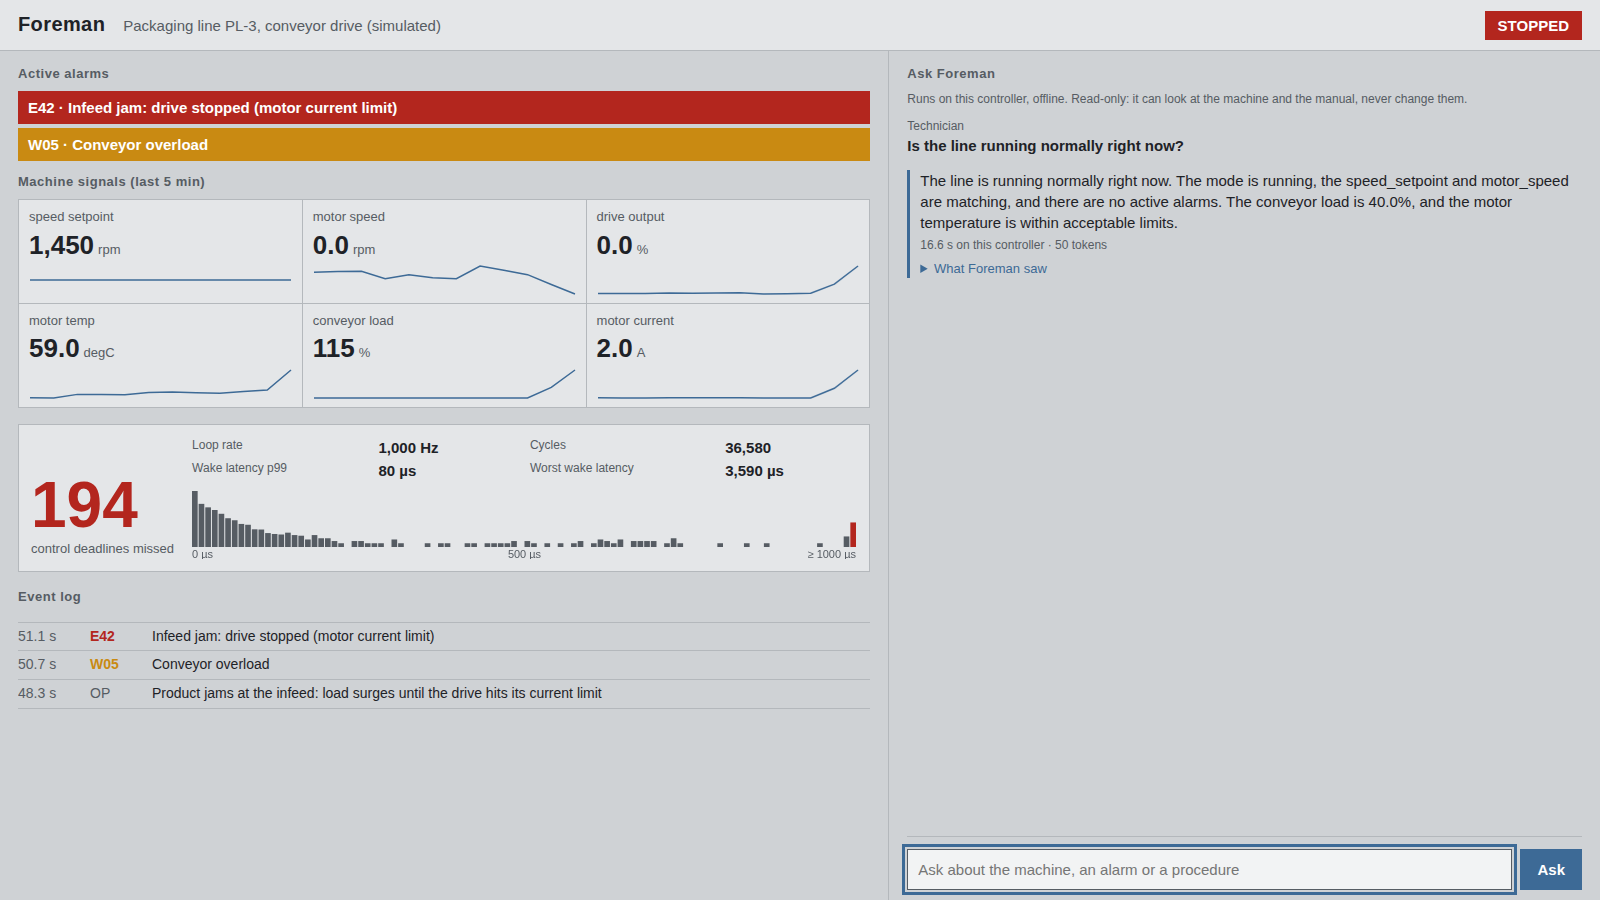 Foreman Packaging line PL-3, conveyor drive (simulated) STOPPED
Active alarms
E42 · Infeed jam: drive stopped (motor current limit)
W05 · Conveyor overload
Machine signals (last 5 min)
speed setpoint
1,450 rpm
motor speed
0.0 rpm
drive output
0.0 %
motor temp
59.0 degC
conveyor load
115 %
motor current
2.0 A
194
control deadlines missed
Loop rate 1,000 Hz Cycles 36,580
Wake latency p99 80 µs Worst wake latency 3,590 µs
0 µs 500 µs ≥ 1000 µs
Event log
51.1 s E42 Infeed jam: drive stopped (motor current limit)
50.7 s W05 Conveyor overload
48.3 s OP Product jams at the infeed: load surges until the drive hits its current limit
Ask Foreman
Runs on this controller, offline. Read-only: it can look at the machine and the manual, never change them.
Technician
Is the line running normally right now?
The line is running normally right now. The mode is running, the speed_setpoint and motor_speed
are matching, and there are no active alarms. The conveyor load is 40.0%, and the motor
temperature is within acceptable limits.
16.6 s on this controller · 50 tokens
What Foreman saw
Ask about the machine, an alarm or a procedure
Ask